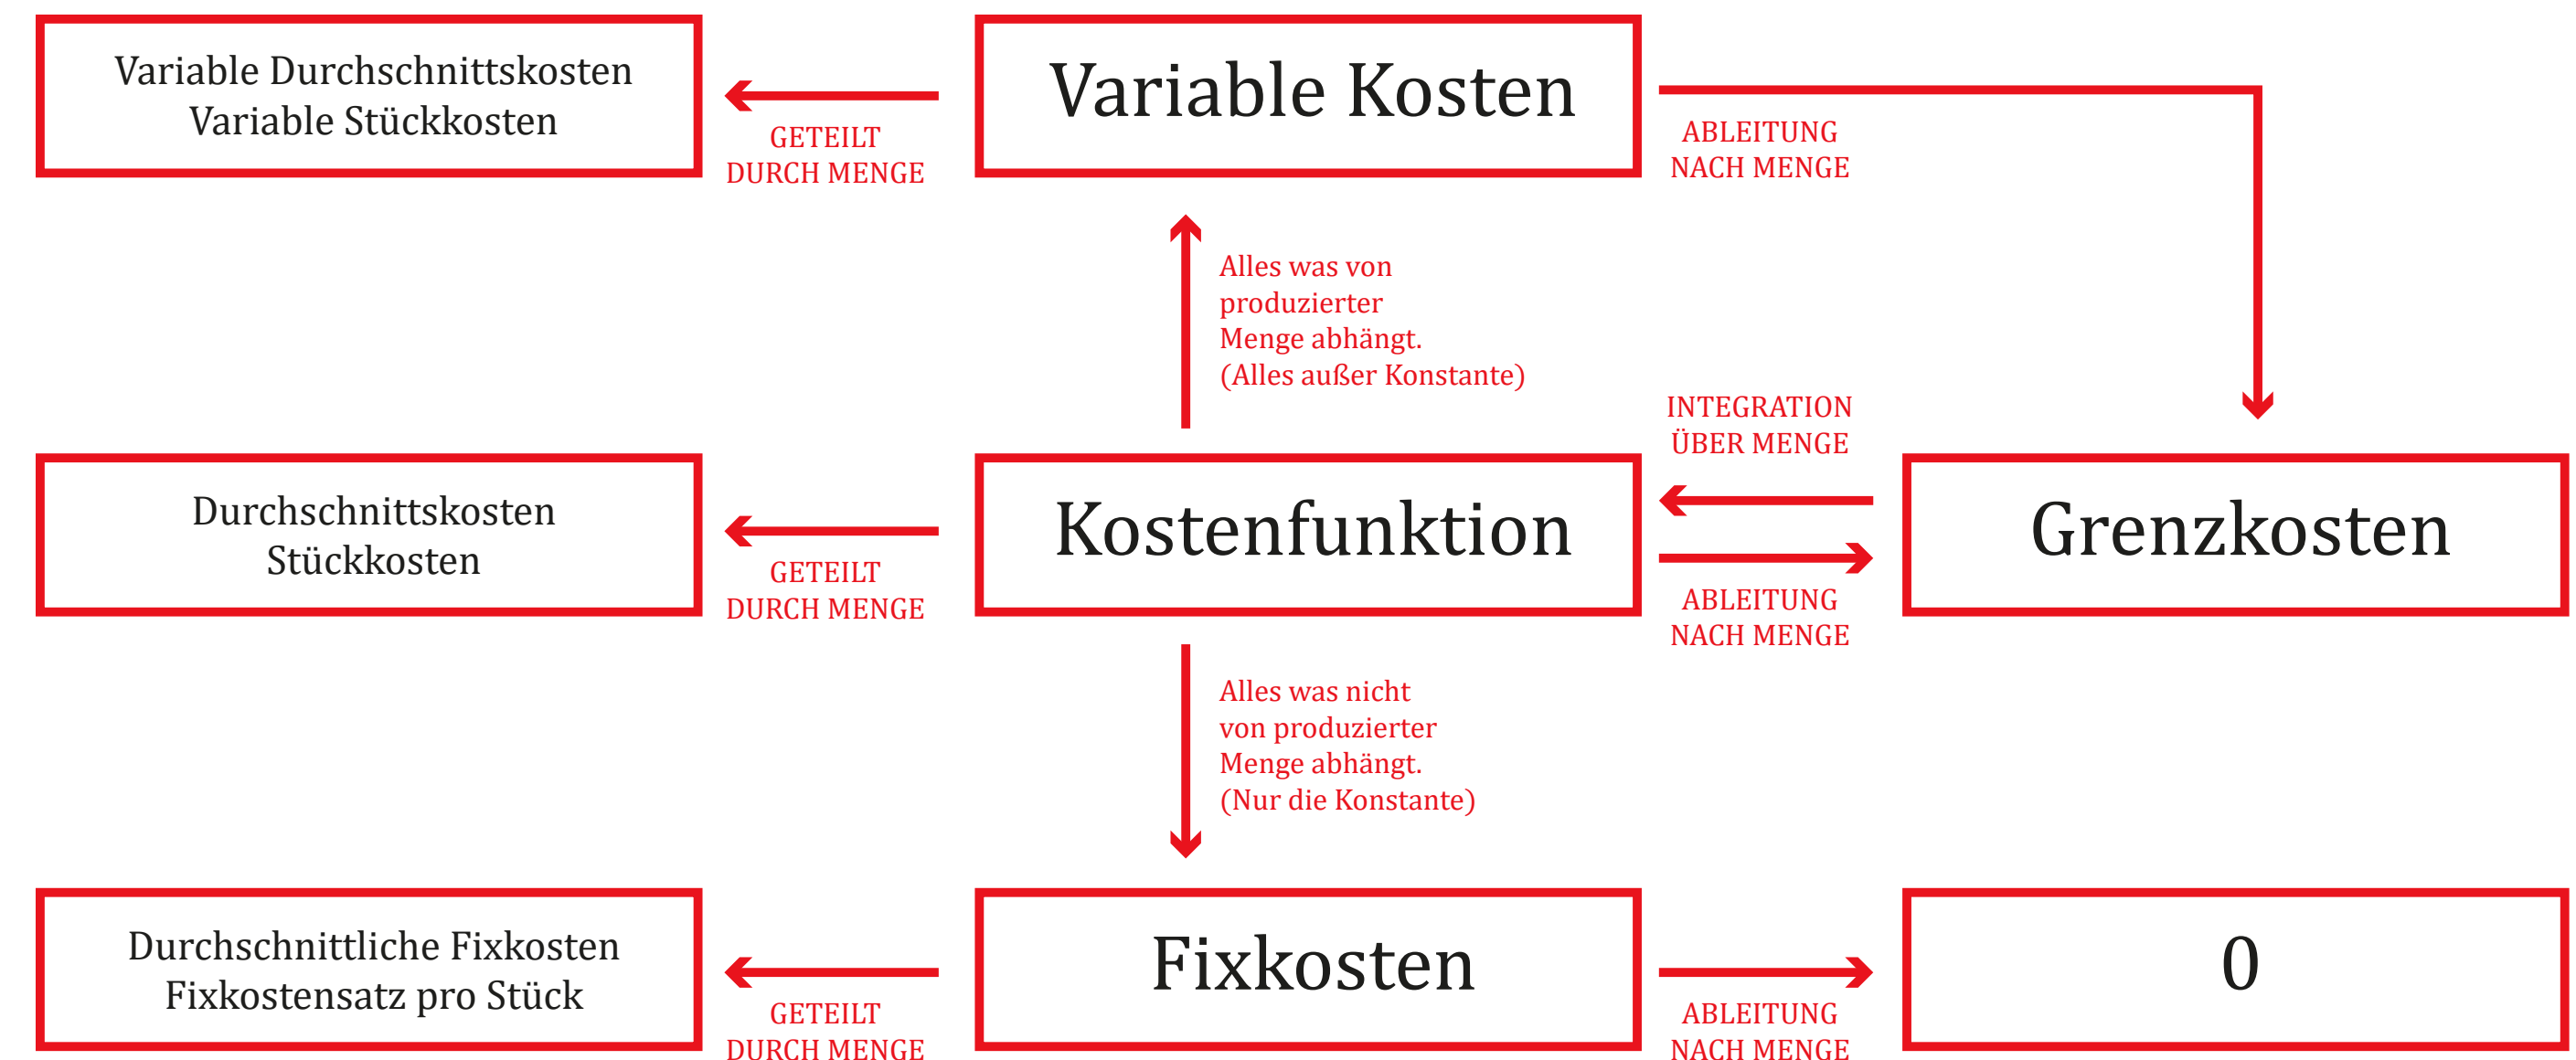 Variable Durchschnittskosten
Variable Stückkosten
GETEILT
DURCH MENGE
Variable Kosten
ABLEITUNG
NACH MENGE
Alles was von
produzierter
Menge abhängt.
(Alles außer Konstante)
INTEGRATION
ÜBER MENGE
Durchschnittskosten
Stückkosten
GETEILT
DURCH MENGE
Kostenfunktion
ABLEITUNG
NACH MENGE
Grenzkosten
Alles was nicht
von produzierter
Menge abhängt.
(Nur die Konstante)
Durchschnittliche Fixkosten
Fixkostensatz pro Stück
GETEILT
DURCH MENGE
Fixkosten
ABLEITUNG
NACH MENGE
0